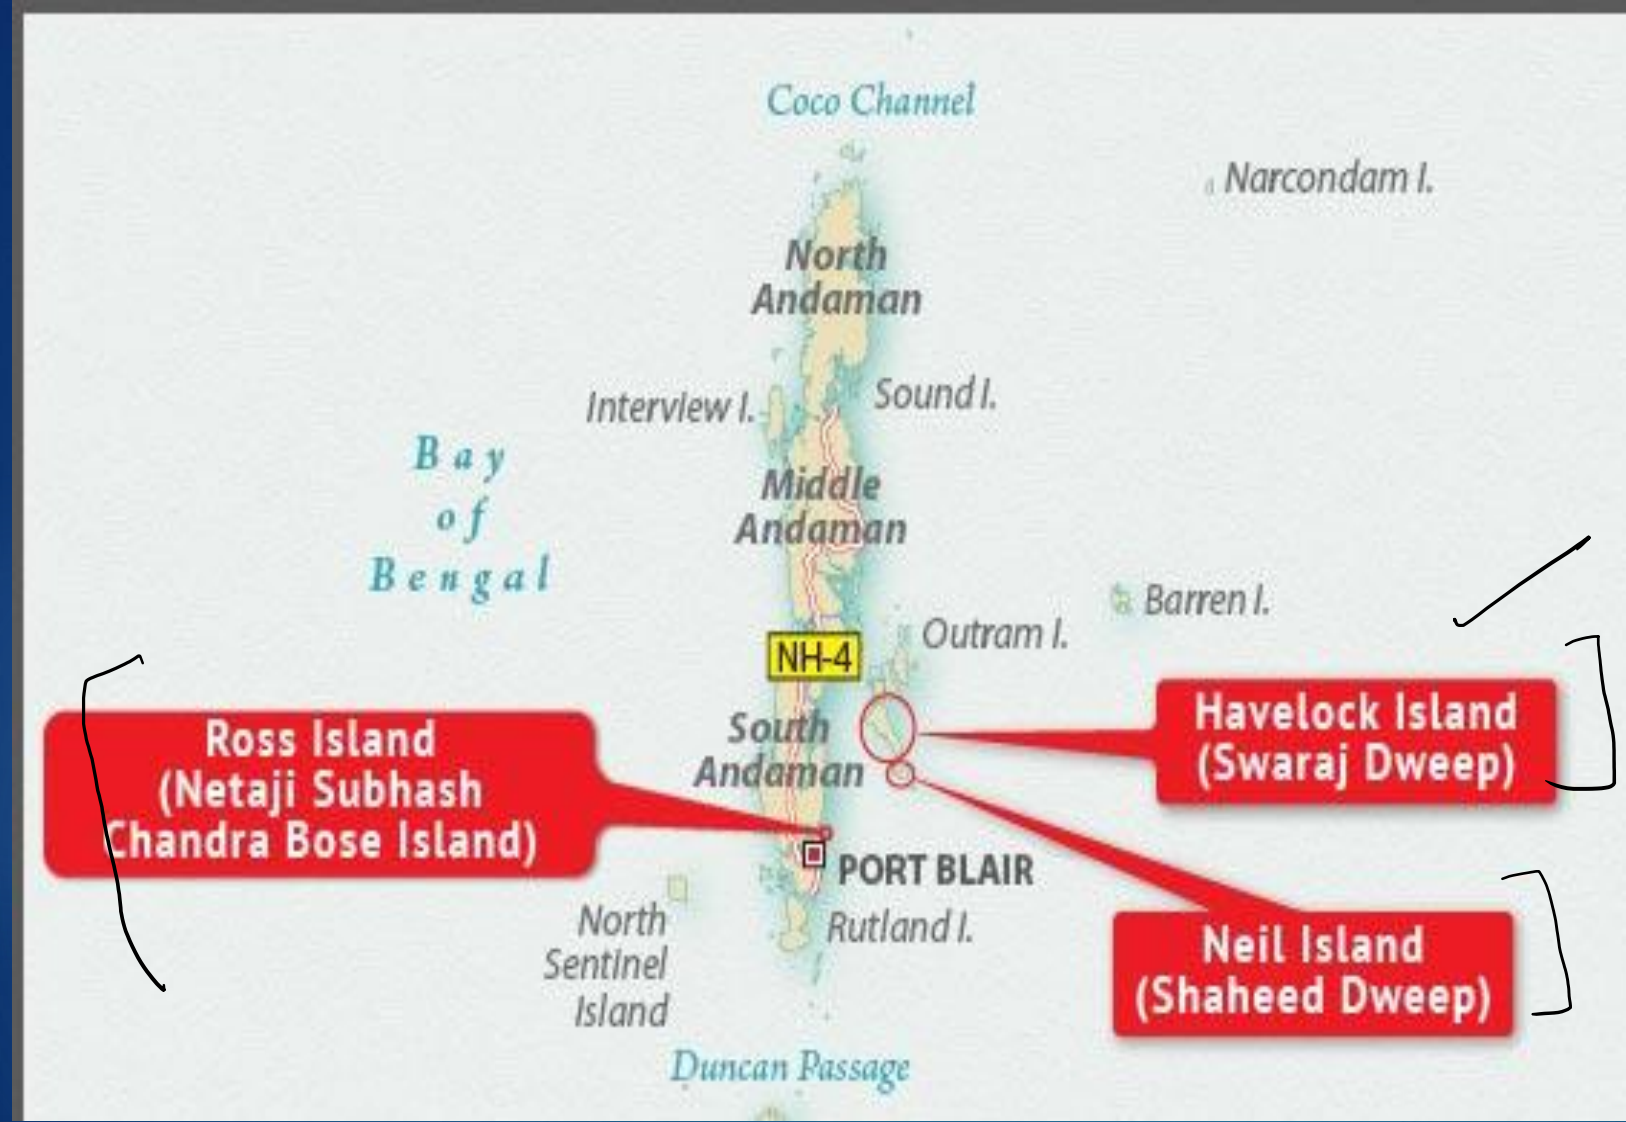 Coco Channel
Narcondam I.
North
Andaman
Interview I.
Sound I.
Bay
of
Bengal
Middle
Andaman
Barren I.
Outram I.
NH-4
Ross Island
(Netaji Subhash
Chandra Bose Island)
South
Andaman
Havelock Island
(Swaraj Dweep)
PORT BLAIR
North
Sentinel
Island
Rutland I.
Neil Island
(Shaheed Dweep)
Duncan Passage